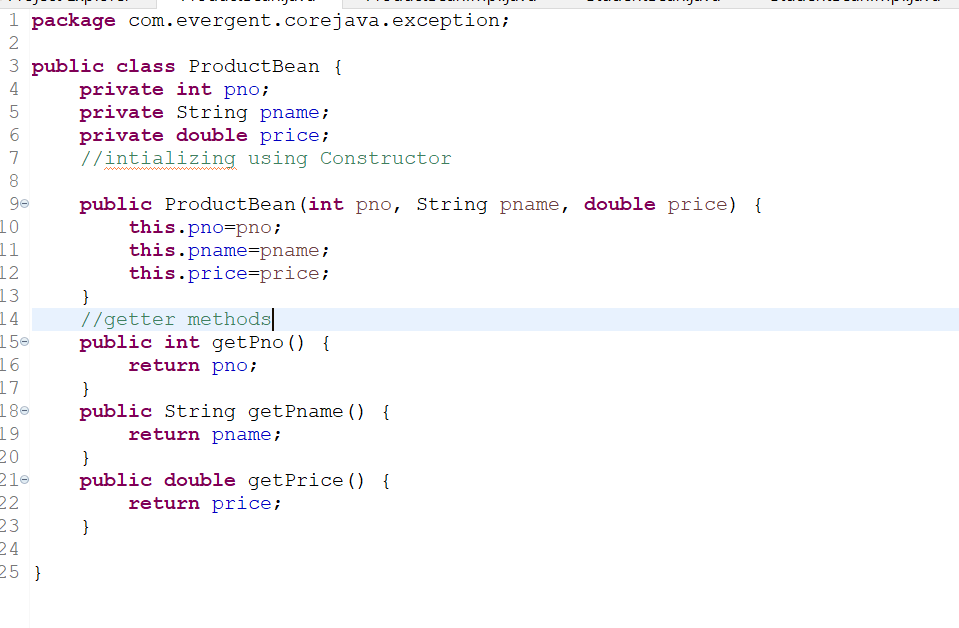 1 package com.evergent.corejava.exception;
2
3 public class ProductBean {
4 private int pno;
5 private String pname;
6 private double price;
7 //intializing using Constructor
8
9 public ProductBean(int pno, String pname, double price) {
10 this.pno=pno;
11 this.pname=pname;
12 this.price=price;
13 }
14 //getter methods
15 public int getPno() {
16 return pno;
17 }
18 public String getPname() {
19 return pname;
20 }
21 public double getPrice() {
22 return price;
23 }
24
25 }